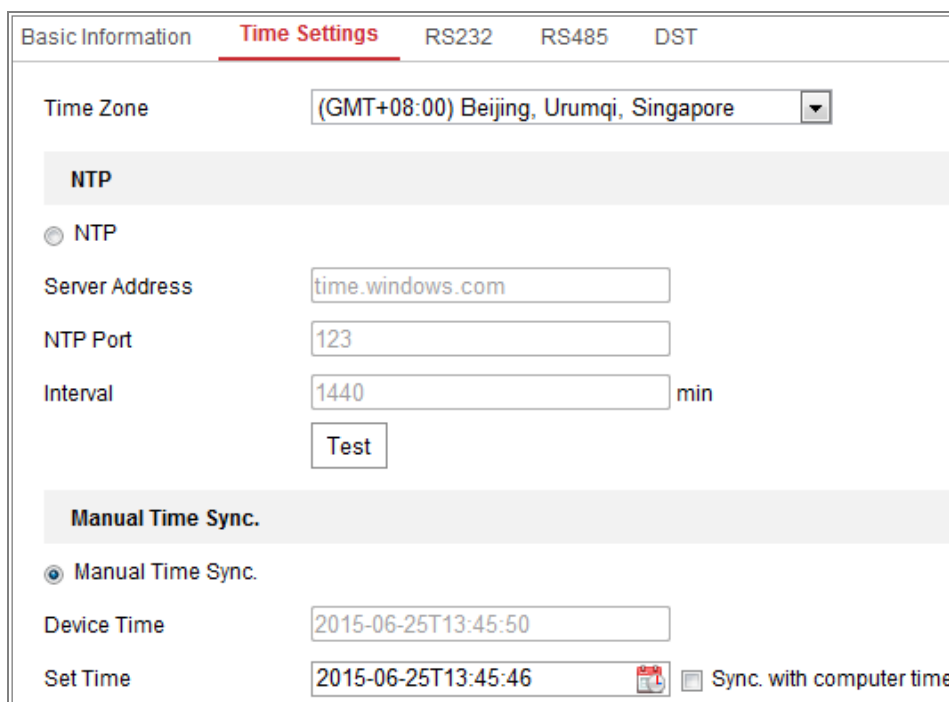 Basic Information Time Settings RS232 RS485 DST
Time Zone (GMT+08:00) Beijing, Urumqi, Singapore
NTP
NTP
Server Address time.windows.com
NTP Port 123
Interval 1440 min
Test
Manual Time Sync.
Manual Time Sync.
Device Time 2015-06-25T13:45:50
Set Time 2015-06-25T13:45:46 Sync. with computer time